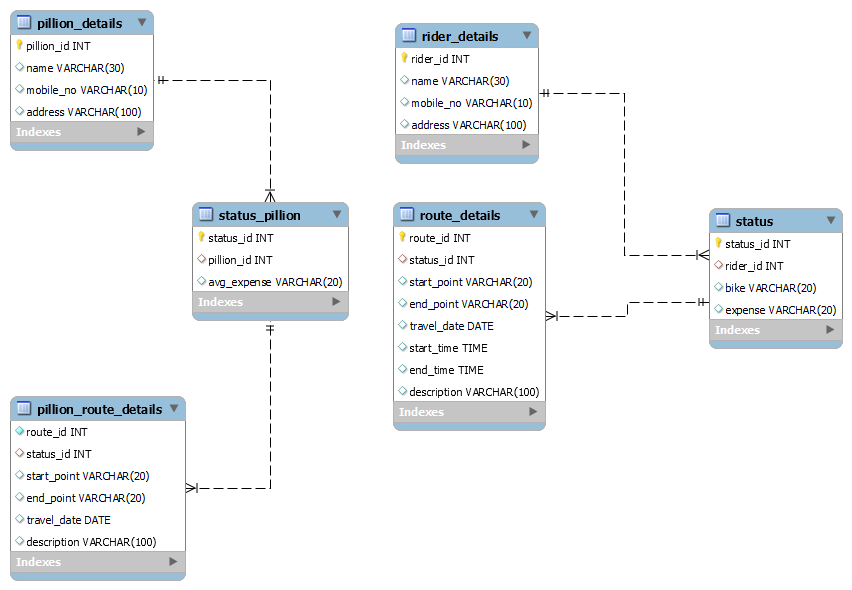 pillion_details
pillion_id INT
name VARCHAR(30)
mobile_no VARCHAR(10)
address VARCHAR(100)
Indexes
rider_details
rider_id INT
name VARCHAR(30)
mobile_no VARCHAR(10)
address VARCHAR(100)
Indexes
status_pillion
status_id INT
pillion_id INT
avg_expense VARCHAR(20)
Indexes
route_details
route_id INT
status_id INT
start_point VARCHAR(20)
end_point VARCHAR(20)
travel_date DATE
start_time TIME
end_time TIME
description VARCHAR(100)
Indexes
status
status_id INT
rider_id INT
bike VARCHAR(20)
expense VARCHAR(20)
Indexes
pillion_route_details
route_id INT
status_id INT
start_point VARCHAR(20)
end_point VARCHAR(20)
travel_date DATE
description VARCHAR(100)
Indexes